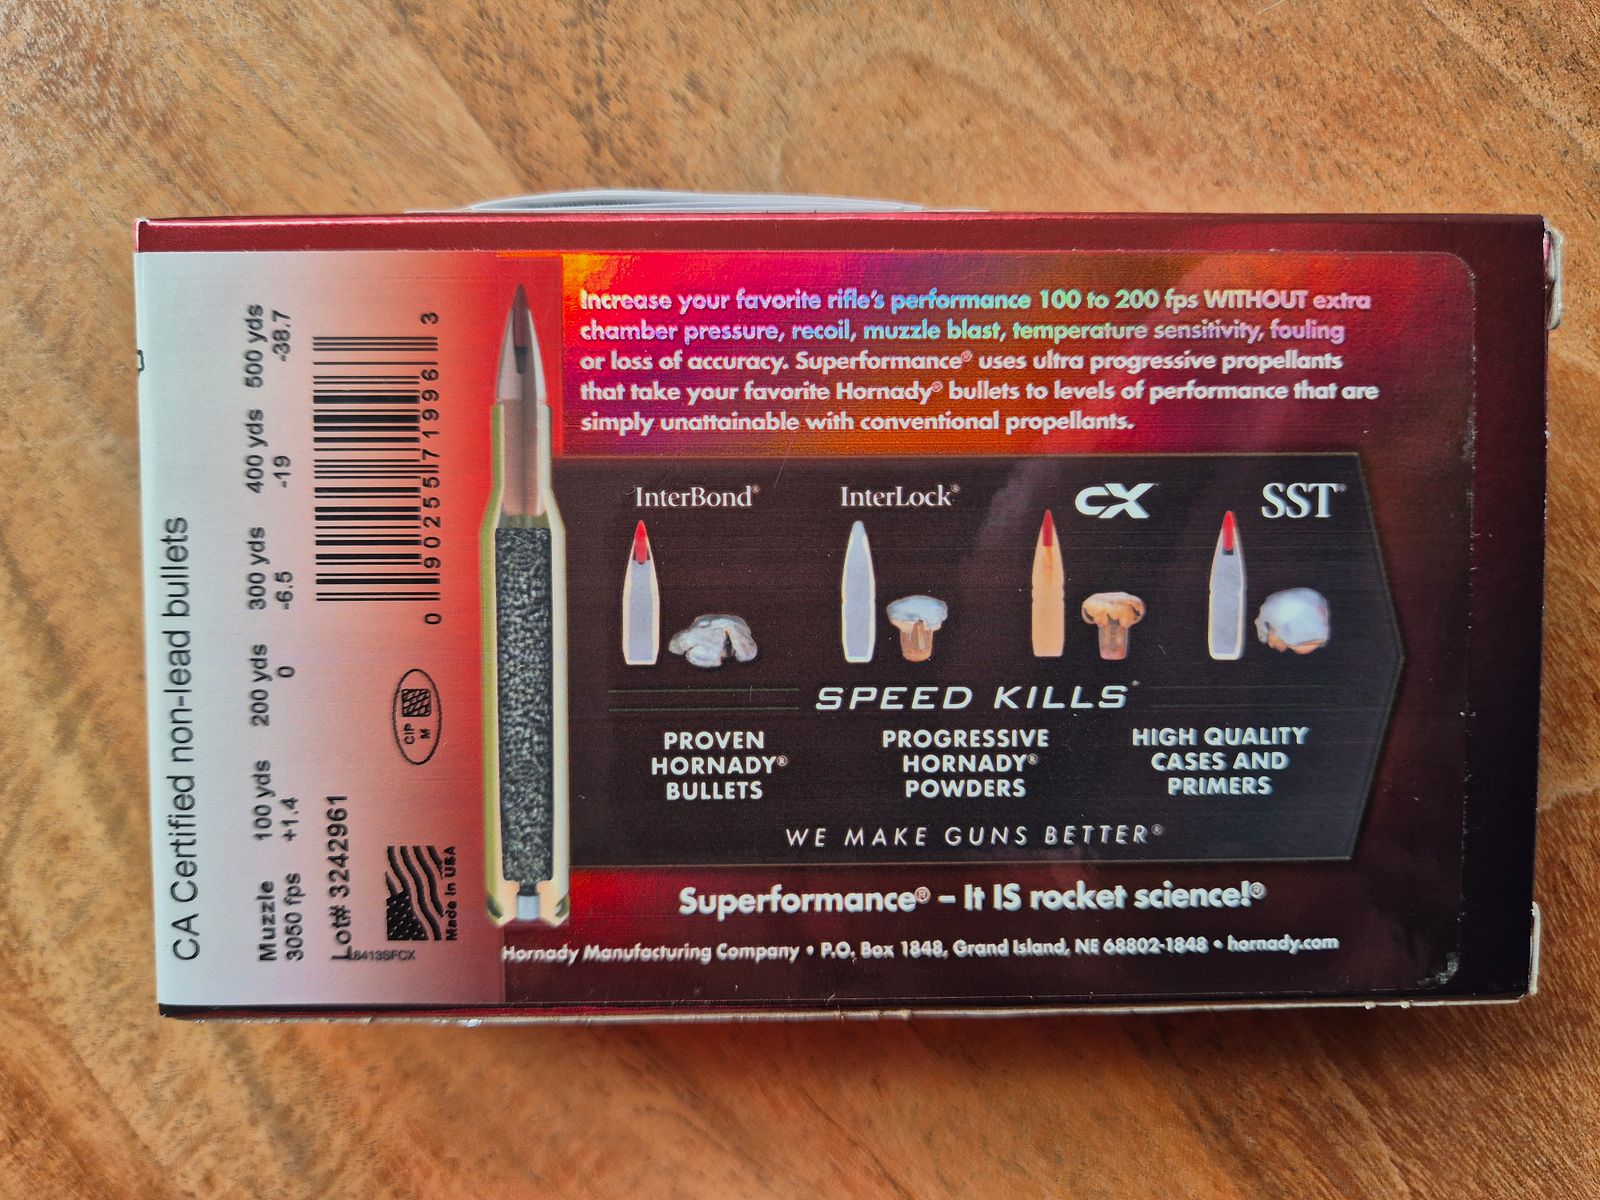 CA Certified non-lead bullets
Muzzle 100 yds 200 yds 300 yds 400 yds 500 yds
3050 fps +1.4 0 -6.5 -19 -38.7
Lot# 3242961
L8413SFCX
0 90255 71996 3
CIP
M
Made in USA
Increase your favorite rifle's performance 100 to 200 fps WITHOUT extra
chamber pressure, recoil, muzzle blast, temperature sensitivity, fouling
or loss of accuracy. Superformance® uses ultra progressive propellants
that take your favorite Hornady® bullets to levels of performance that are
simply unattainable with conventional propellants.
InterBond® InterLock® CX™ SST®
SPEED KILLS™
PROVEN
HORNADY®
BULLETS
PROGRESSIVE
HORNADY®
POWDERS
HIGH QUALITY
CASES AND
PRIMERS
WE MAKE GUNS BETTER®
Superformance® – It IS rocket science!®
Hornady Manufacturing Company • P.O. Box 1848, Grand Island, NE 68802-1848 • hornady.com